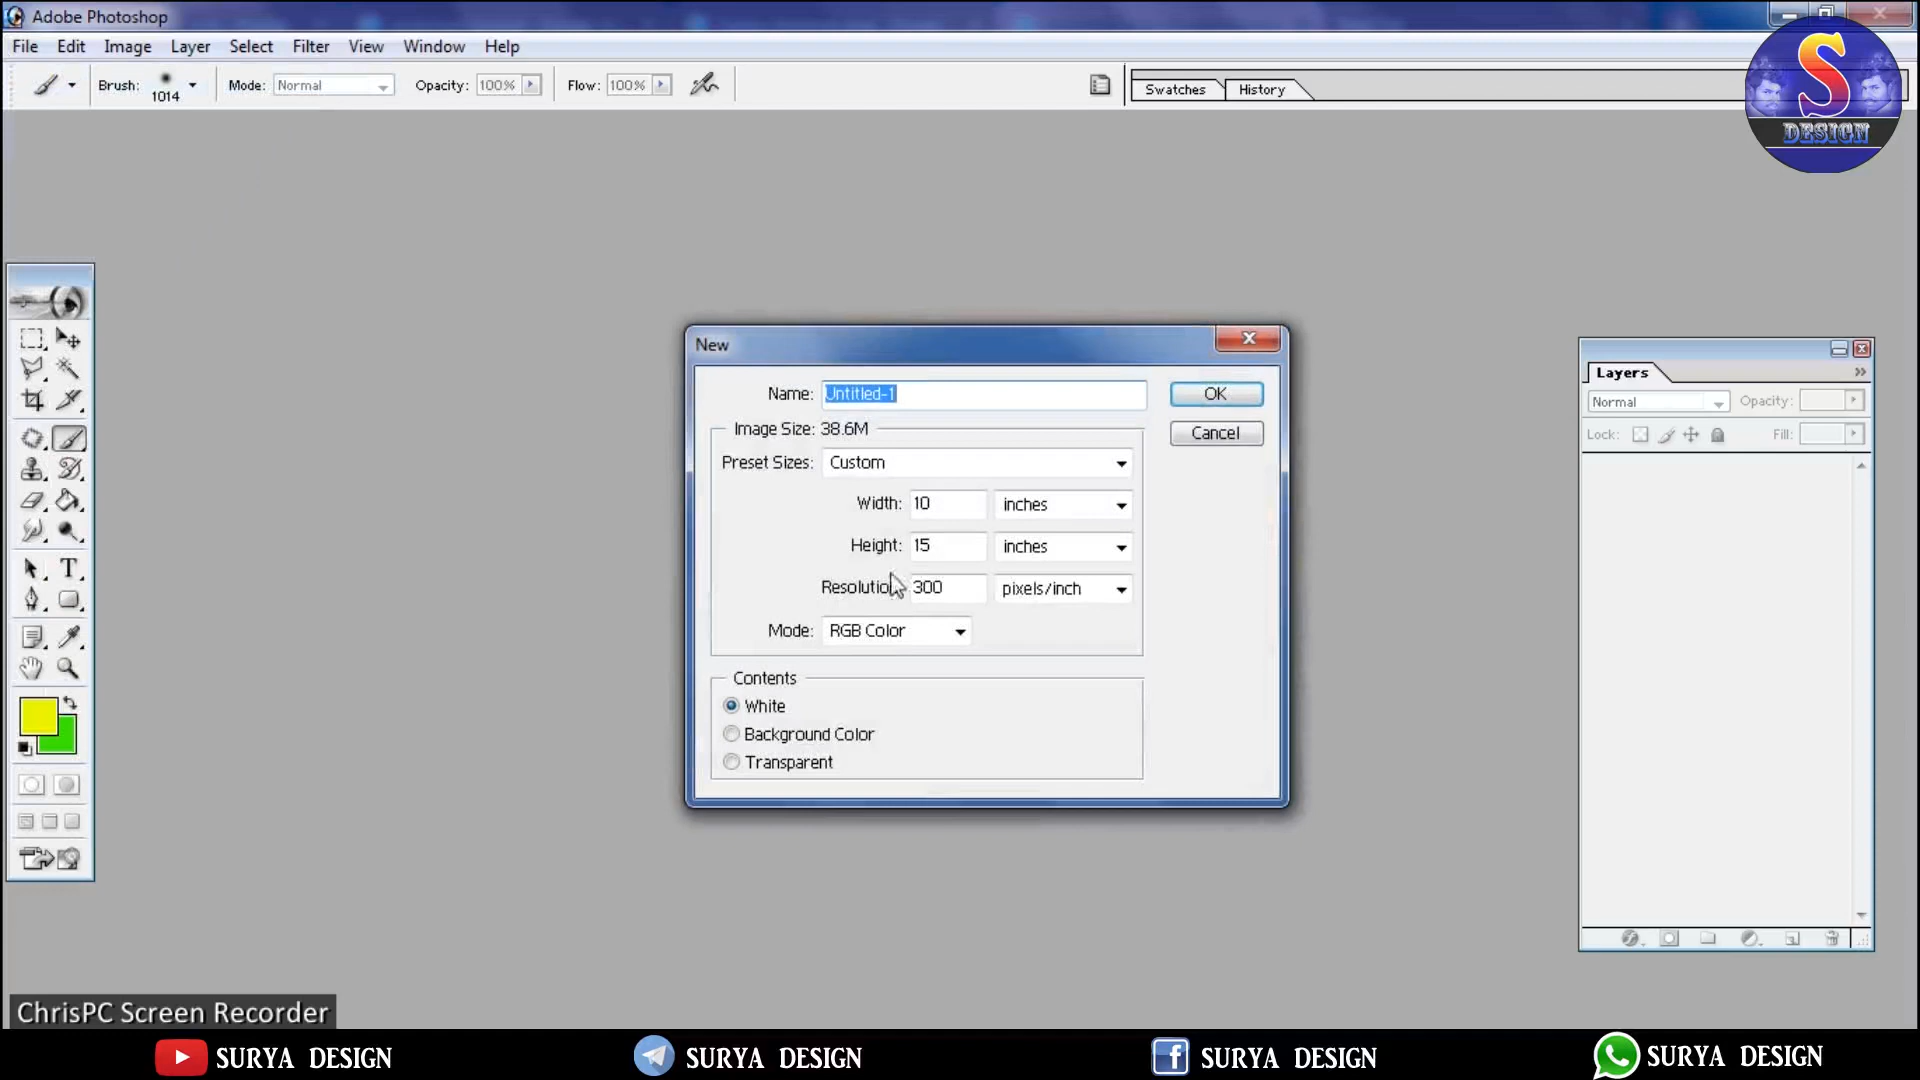 Adobe Photoshop
File Edit Image Layer Select Filter View Window Help
Brush: 1014 Mode: Normal Opacity: 100% Flow: 100% Swatches History
S
DESIGN
New
Name: Untitled-1 OK
Image Size: 38.6M Cancel
Preset Sizes: Custom
Width: 10 inches
Height: 15 inches
Resolution 300 pixels/inch
Mode: RGB Color
Contents
White
Background Color
Transparent
T
Layers
Normal Opacity:
Lock: Fill:
ChrisPC Screen Recorder
SURYA DESIGN SURYA DESIGN f SURYA DESIGN SURYA DESIGN